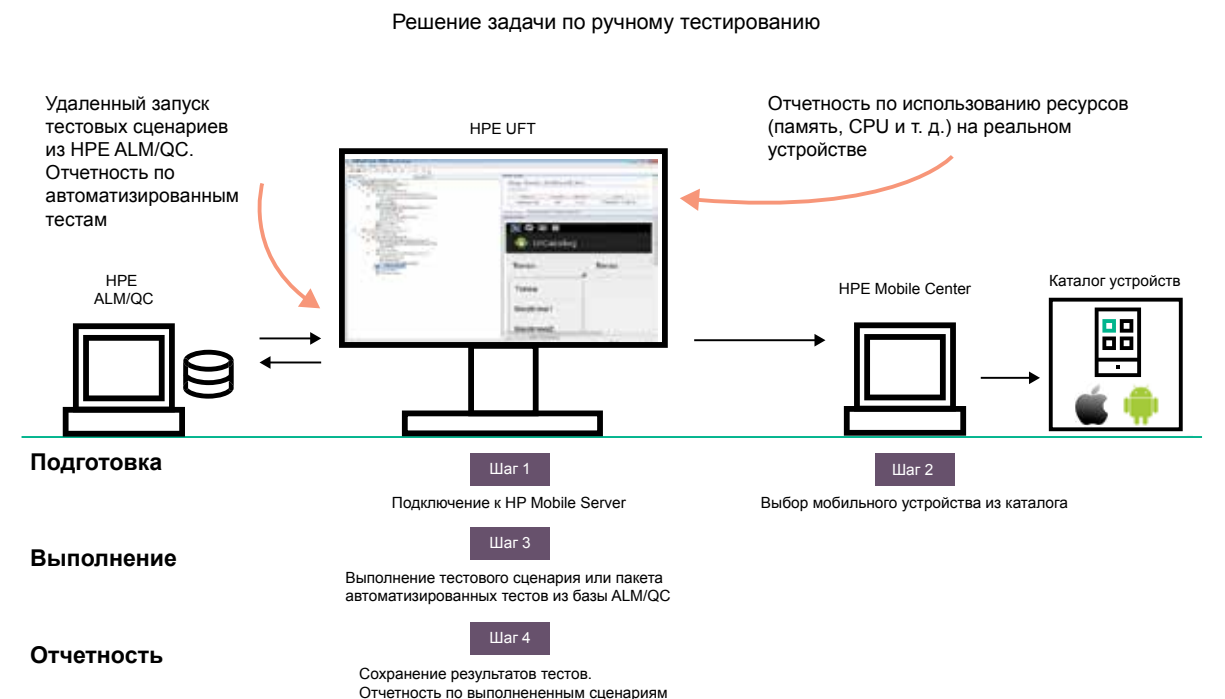 Решение задачи по ручному тестированию
Удаленный запуск
тестовых сценариев
из HPE ALM/QC.
Отчетность по
автоматизированным
тестам
HPE UFT
Отчетность по использованию ресурсов
(память, CPU и т. д.) на реальном
устройстве
HPE
ALM/QC
HPE Mobile Center
Каталог устройств
Подготовка
Шаг 1
Шаг 2
Подключение к HP Mobile Server
Выбор мобильного устройства из каталога
Выполнение
Шаг 3
Выполнение тестового сценария или пакета
автоматизированных тестов из базы ALM/QC
Отчетность
Шаг 4
Сохранение результатов тестов.
Отчетность по выполнененным сценариям